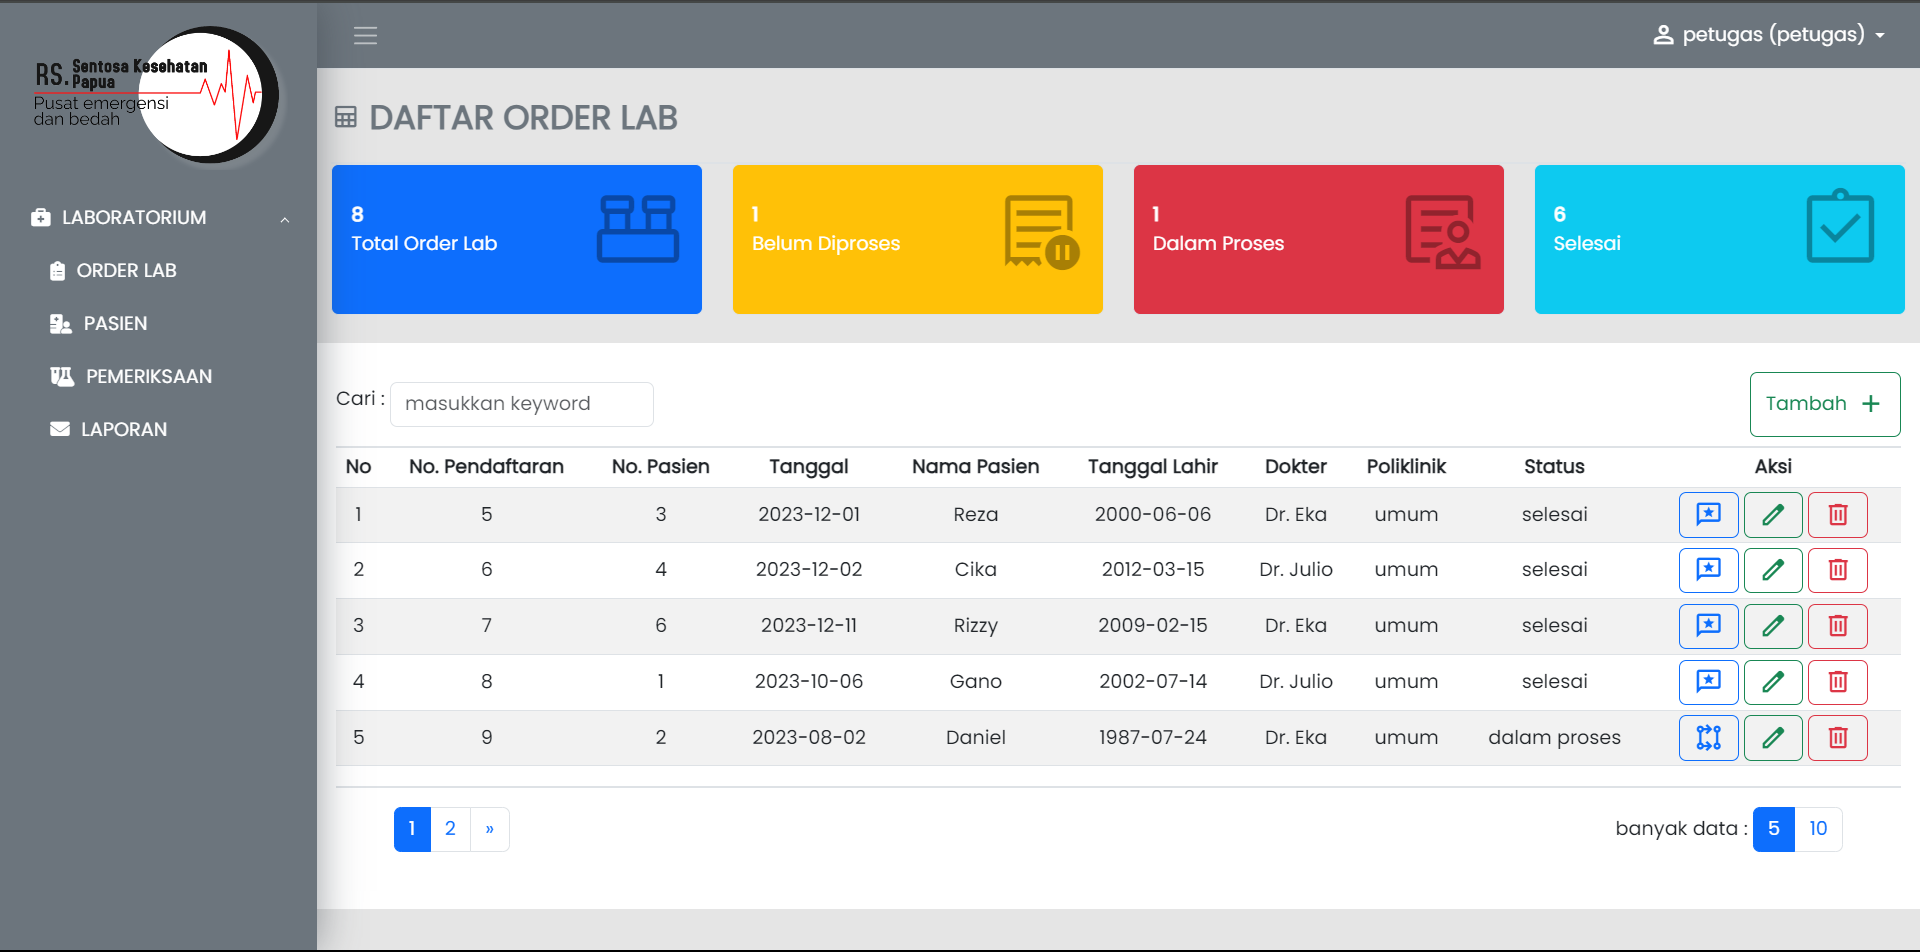 RS. Sentosa Kesehatan
Papua
Pusat emergensi
dan bedah
LABORATORIUM
ORDER LAB
PASIEN
PEMERIKSAAN
LAPORAN
petugas (petugas)
DAFTAR ORDER LAB
8
Total Order Lab
1
Belum Diproses
1
Dalam Proses
6
Selesai
Cari : masukkan keyword
Tambah +
No No. Pendaftaran No. Pasien Tanggal Nama Pasien Tanggal Lahir Dokter Poliklinik Status Aksi
1 5 3 2023-12-01 Reza 2000-06-06 Dr. Eka umum selesai
2 6 4 2023-12-02 Cika 2012-03-15 Dr. Julio umum selesai
3 7 6 2023-12-11 Rizzy 2009-02-15 Dr. Eka umum selesai
4 8 1 2023-10-06 Gano 2002-07-14 Dr. Julio umum selesai
5 9 2 2023-08-02 Daniel 1987-07-24 Dr. Eka umum dalam proses
1 2 »
banyak data : 5 10